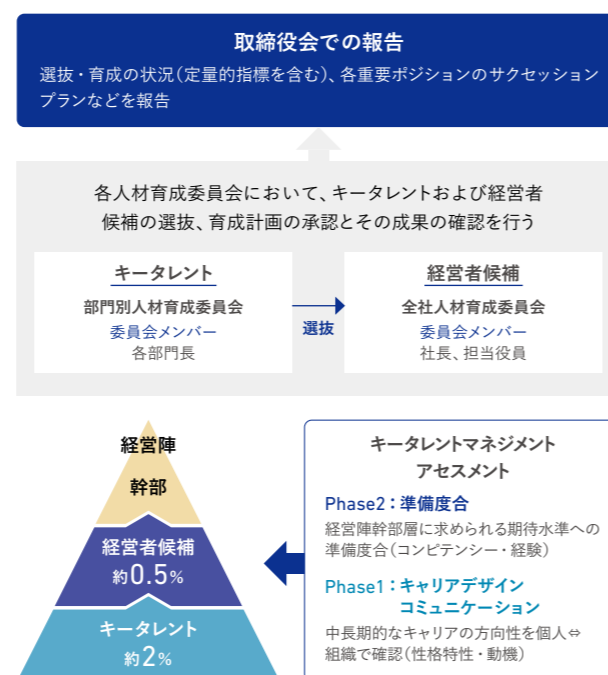 取締役会での報告
選抜・育成の状況（定量的指標を含む）、各重要ポジションのサクセッション
プランなどを報告
各人材育成委員会において、キータレントおよび経営者
候補の選抜、育成計画の承認とその成果の確認を行う
キータレント
部門別人材育成委員会
委員会メンバー
各部門長
選抜
経営者候補
全社人材育成委員会
委員会メンバー
社長、担当役員
経営陣
幹部
経営者候補
約0.5%
キータレント
約2%
キータレントマネジメント
アセスメント
Phase2：準備度合
経営陣幹部層に求められる期待水準への
準備度合（コンピテンシー・経験）
Phase1：キャリアデザイン
コミュニケーション
中長期的なキャリアの方向性を個人⇔
組織で確認（性格特性・動機）